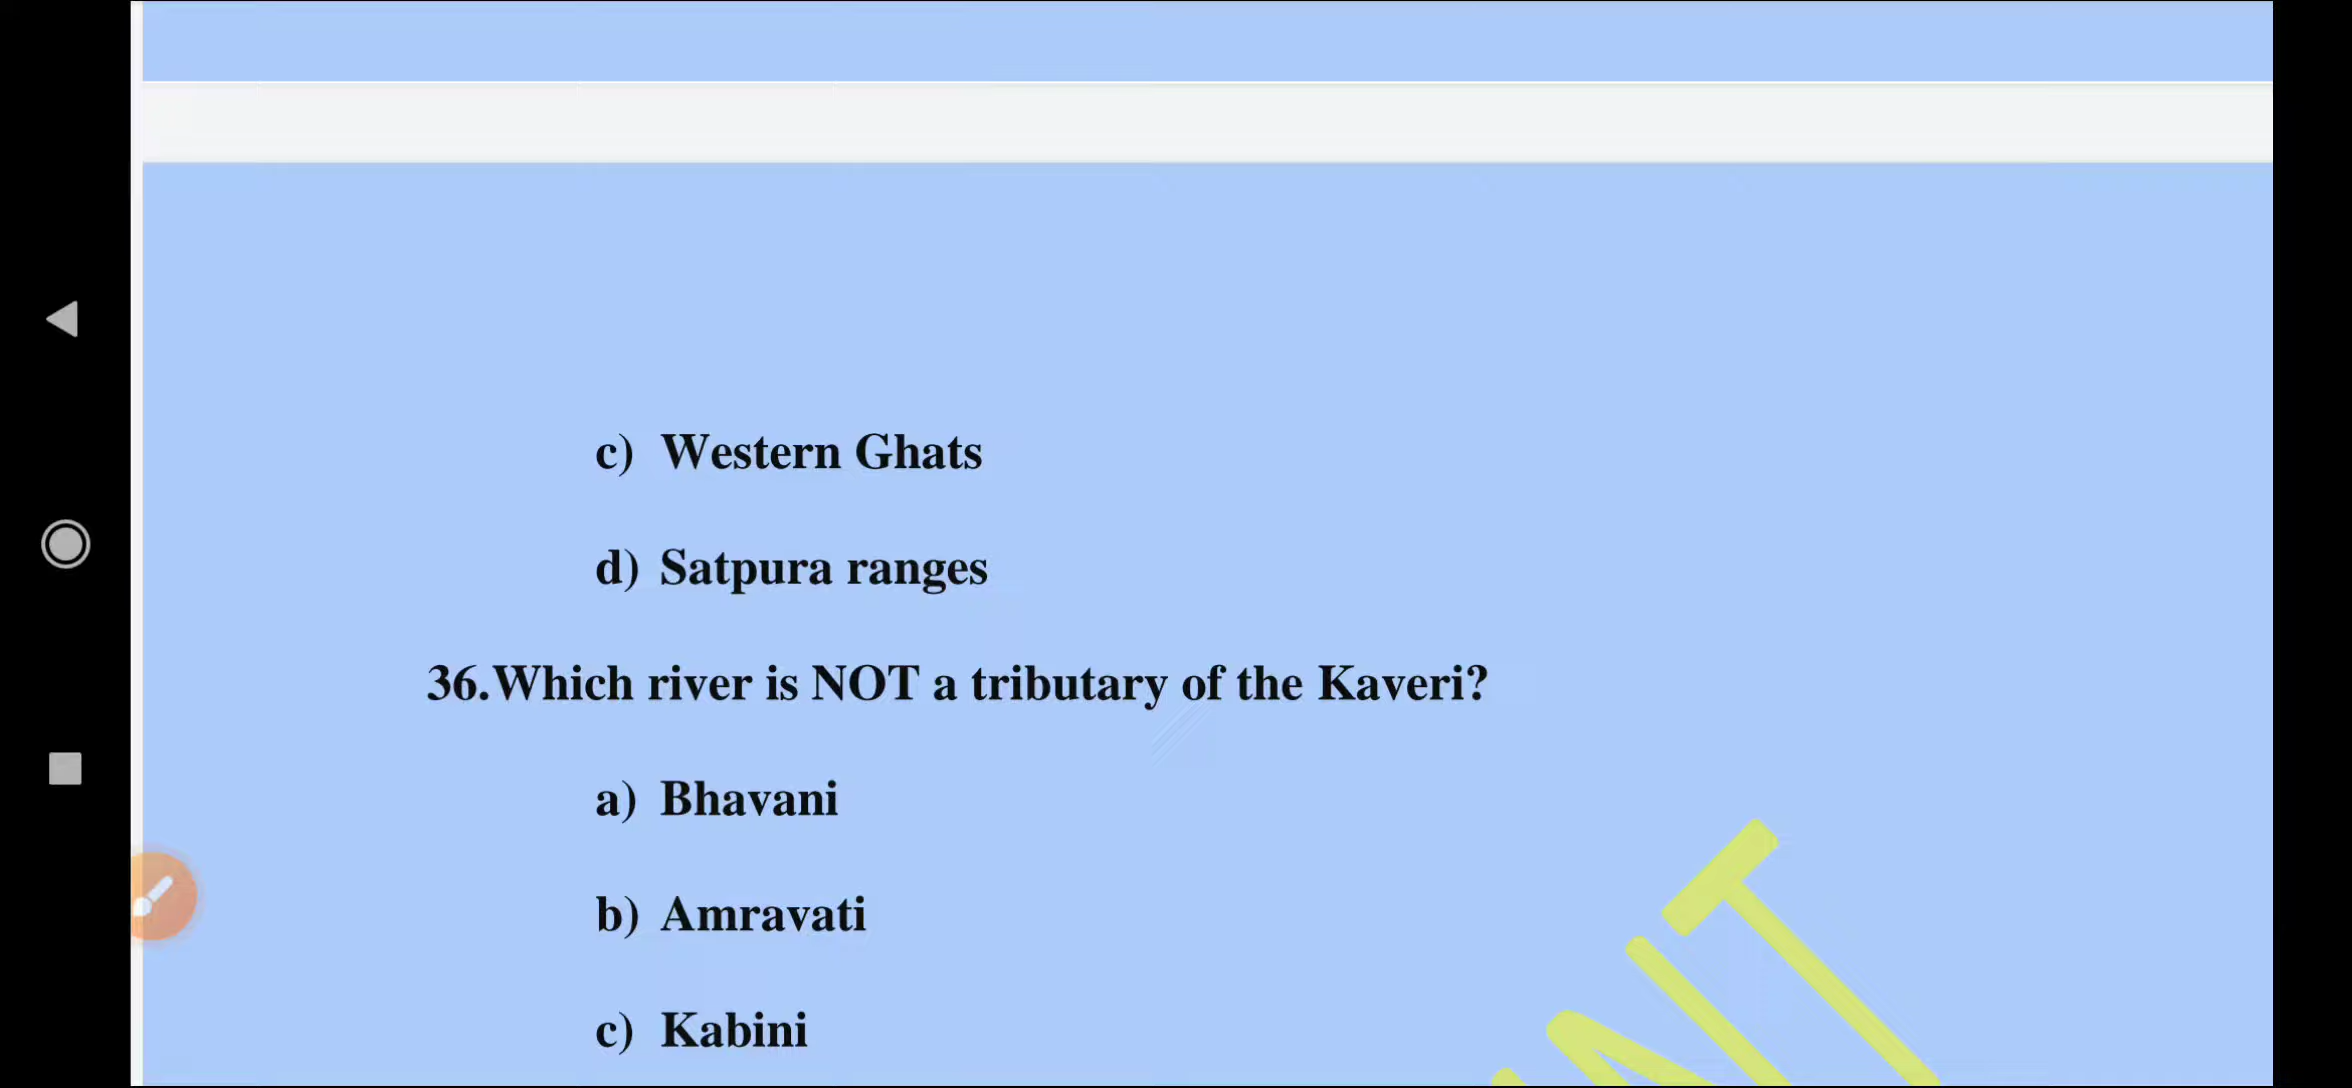 c) Western Ghats
d) Satpura ranges
36.Which river is NOT a tributary of the Kaveri?
a) Bhavani
b) Amravati
c) Kabini